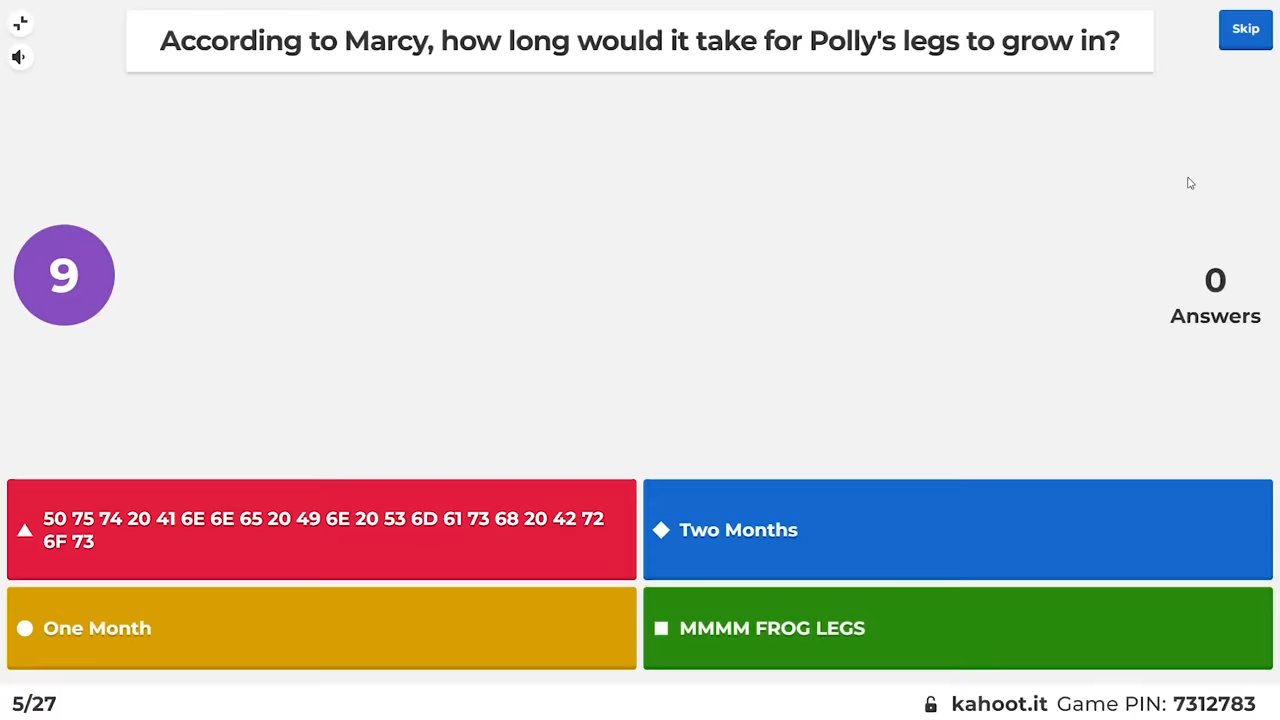 According to Marcy, how long would it take for Polly's legs to grow in?
Skip
9
0
Answers
50 75 74 20 41 6E 6E 65 20 49 6E 20 53 6D 61 73 68 20 42 72
6F 73
Two Months
One Month
MMMM FROG LEGS
5/27
kahoot.it Game PIN: 7312783